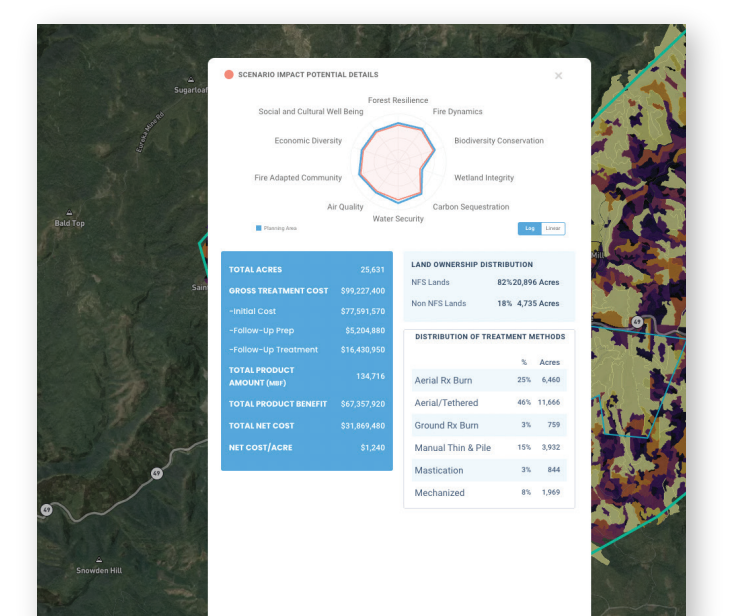 SCENARIO IMPACT POTENTIAL DETAILS
×
Forest Resilience
Social and Cultural Well Being
Fire Dynamics
Economic Diversity
Biodiversity Conservation
Fire Adapted Community
Wetland Integrity
Air Quality
Carbon Sequestration
Water Security
Planning Area
Log Linear
TOTAL ACRES 25,631
GROSS TREATMENT COST $99,227,400
-Initial Cost $77,591,570
-Follow-Up Prep $5,204,880
-Follow-Up Treatment $16,430,950
TOTAL PRODUCT
AMOUNT (MBF) 134,716
TOTAL PRODUCT BENEFIT $67,357,920
TOTAL NET COST $31,869,480
NET COST/ACRE $1,240
LAND OWNERSHIP DISTRIBUTION
NFS Lands 82%20,896 Acres
Non NFS Lands 18% 4,735 Acres
DISTRIBUTION OF TREATMENT METHODS
% Acres
Aerial Rx Burn 25% 6,460
Aerial/Tethered 46% 11,666
Ground Rx Burn 3% 759
Manual Thin & Pile 15% 3,932
Mastication 3% 844
Mechanized 8% 1,969
Sugarloaf
Eureka Mine Rd
Bald Top
Sain
Mill
49
49
49
Snowden Hill